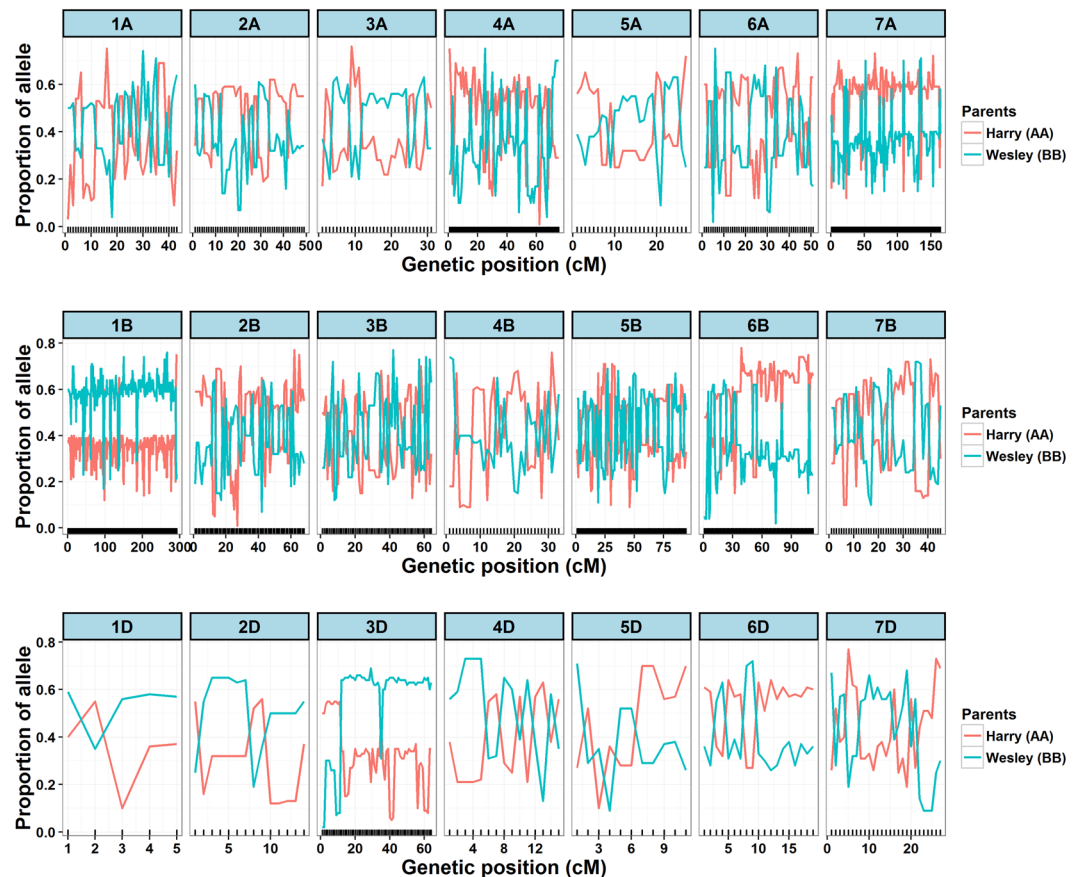 1A 2A 3A 4A 5A 6A 7A
Proportion of allele
0.6
0.4
0.2
0.0
0 10 20 30 40 0 10 20 30 40 50 0 10 20 30 0 20 40 60 0 10 20 0 10 20 30 40 50 0 50 100 150
Genetic position (cM)
Parents
Harry (AA)
Wesley (BB)
1B 2B 3B 4B 5B 6B 7B
Proportion of allele
0.8
0.6
0.4
0.2
0.0
0 100 200 300 0 20 40 60 0 20 40 60 0 10 20 30 0 25 50 75 0 30 60 90 0 10 20 30 40
Genetic position (cM)
Parents
Harry (AA)
Wesley (BB)
1D 2D 3D 4D 5D 6D 7D
Proportion of allele
0.8
0.6
0.4
0.2
0.0
1 2 3 4 5 5 10 0 20 40 60 4 8 12 3 6 9 5 10 15 0 10 20
Genetic position (cM)
Parents
Harry (AA)
Wesley (BB)